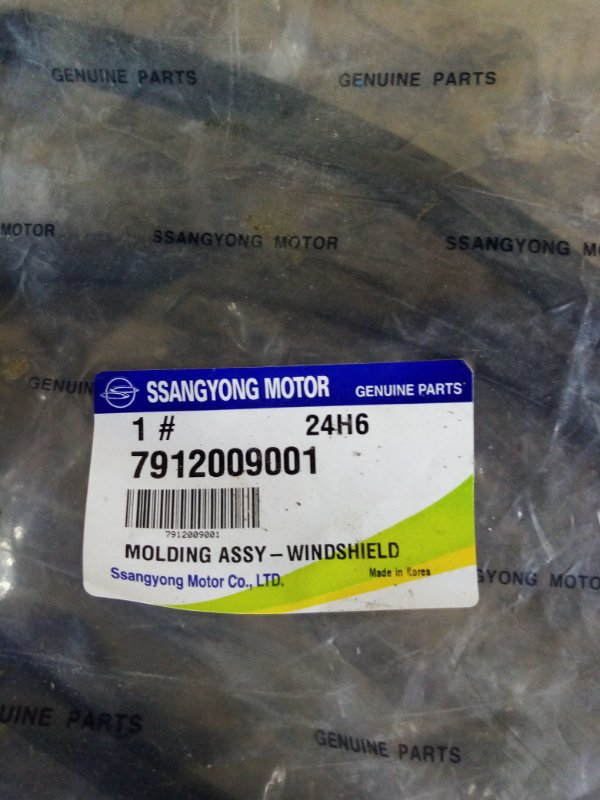 GENUINE PARTS GENUINE PARTS
MOTOR SSANGYONG MOTOR SSANGYONG MO
GENUIN
SSANGYONG MOTOR GENUINE PARTS
1 # 24H6
7912009001
7912009001
MOLDING ASSY – WINDSHIELD
Ssangyong Motor Co., LTD. Made in Korea
GYONG MOTO
UINE PARTS GENUINE PARTS